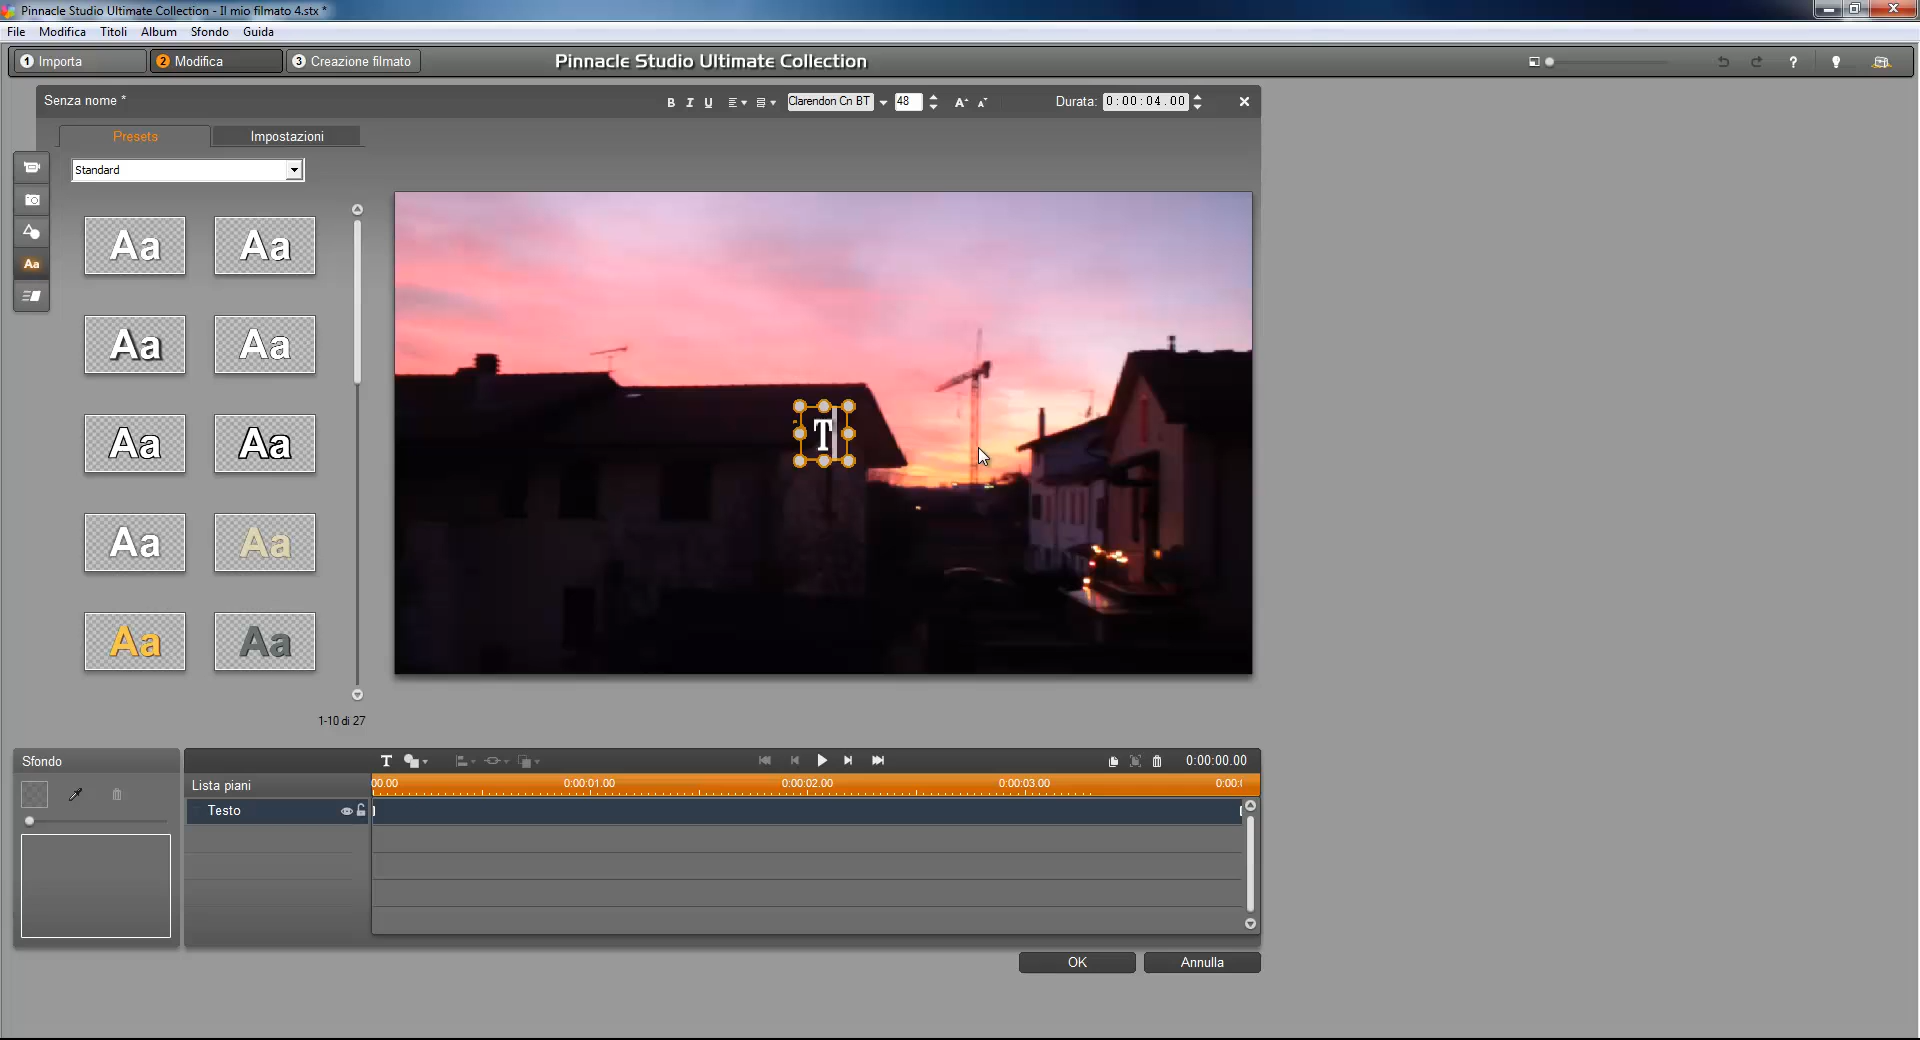 Pinnacle Studio Ultimate Collection - Il mio filmato 4.stx *
File Modifica Titoli Album Sfondo Guida
1 Importa 2 Modifica 3 Creazione filmato Pinnacle Studio Ultimate Collection ?
Senza nome * B I U Clarendon Cn BT 48 A A Durata: 0:00:04.00
Presets Impostazioni
Standard
Aa Aa
Aa
Aa Aa
T
Aa Aa
Aa Aa
Aa Aa
1-10 di 27
Sfondo T 0:00:00.00
Lista piani 00.00 0:00:01.00 0:00:02.00 0:00:03.00 0:00:
Testo
OK Annulla